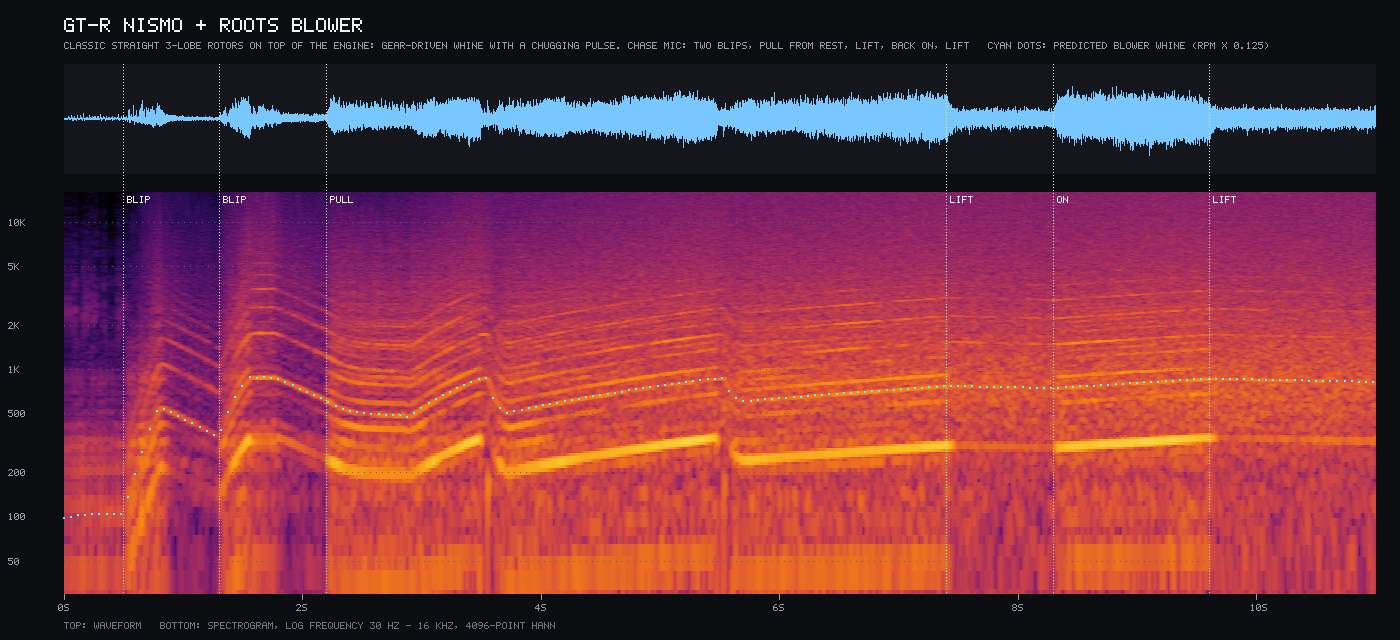 GT-R NISMO + ROOTS BLOWER
CLASSIC STRAIGHT 3-LOBE ROTORS ON TOP OF THE ENGINE: GEAR-DRIVEN WHINE WITH A CHUGGING PULSE. CHASE MIC: TWO BLIPS, PULL FROM REST, LIFT, BACK ON, LIFT   CYAN DOTS: PREDICTED BLOWER WHINE (RPM X 0.125)
BLIP BLIP PULL LIFT ON LIFT
10K
5K
2K
1K
500
200
100
50
0S 2S 4S 6S 8S 10S
TOP: WAVEFORM   BOTTOM: SPECTROGRAM, LOG FREQUENCY 30 HZ - 16 KHZ, 4096-POINT HANN